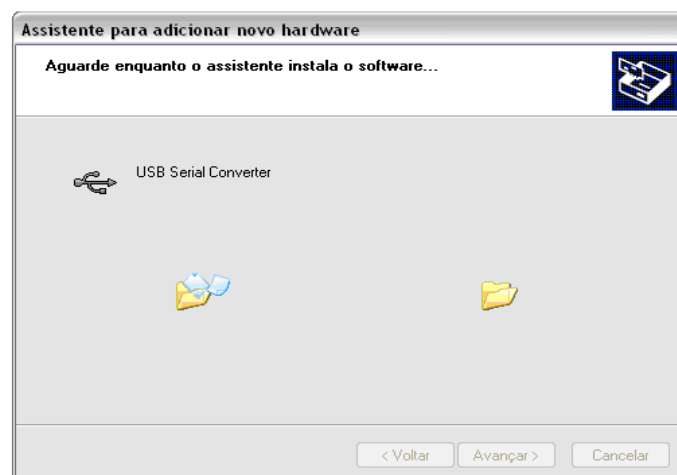 Assistente para adicionar novo hardware
Aguarde enquanto o assistente instala o software...
USB Serial Converter
< Voltar
Avançar >
Cancelar